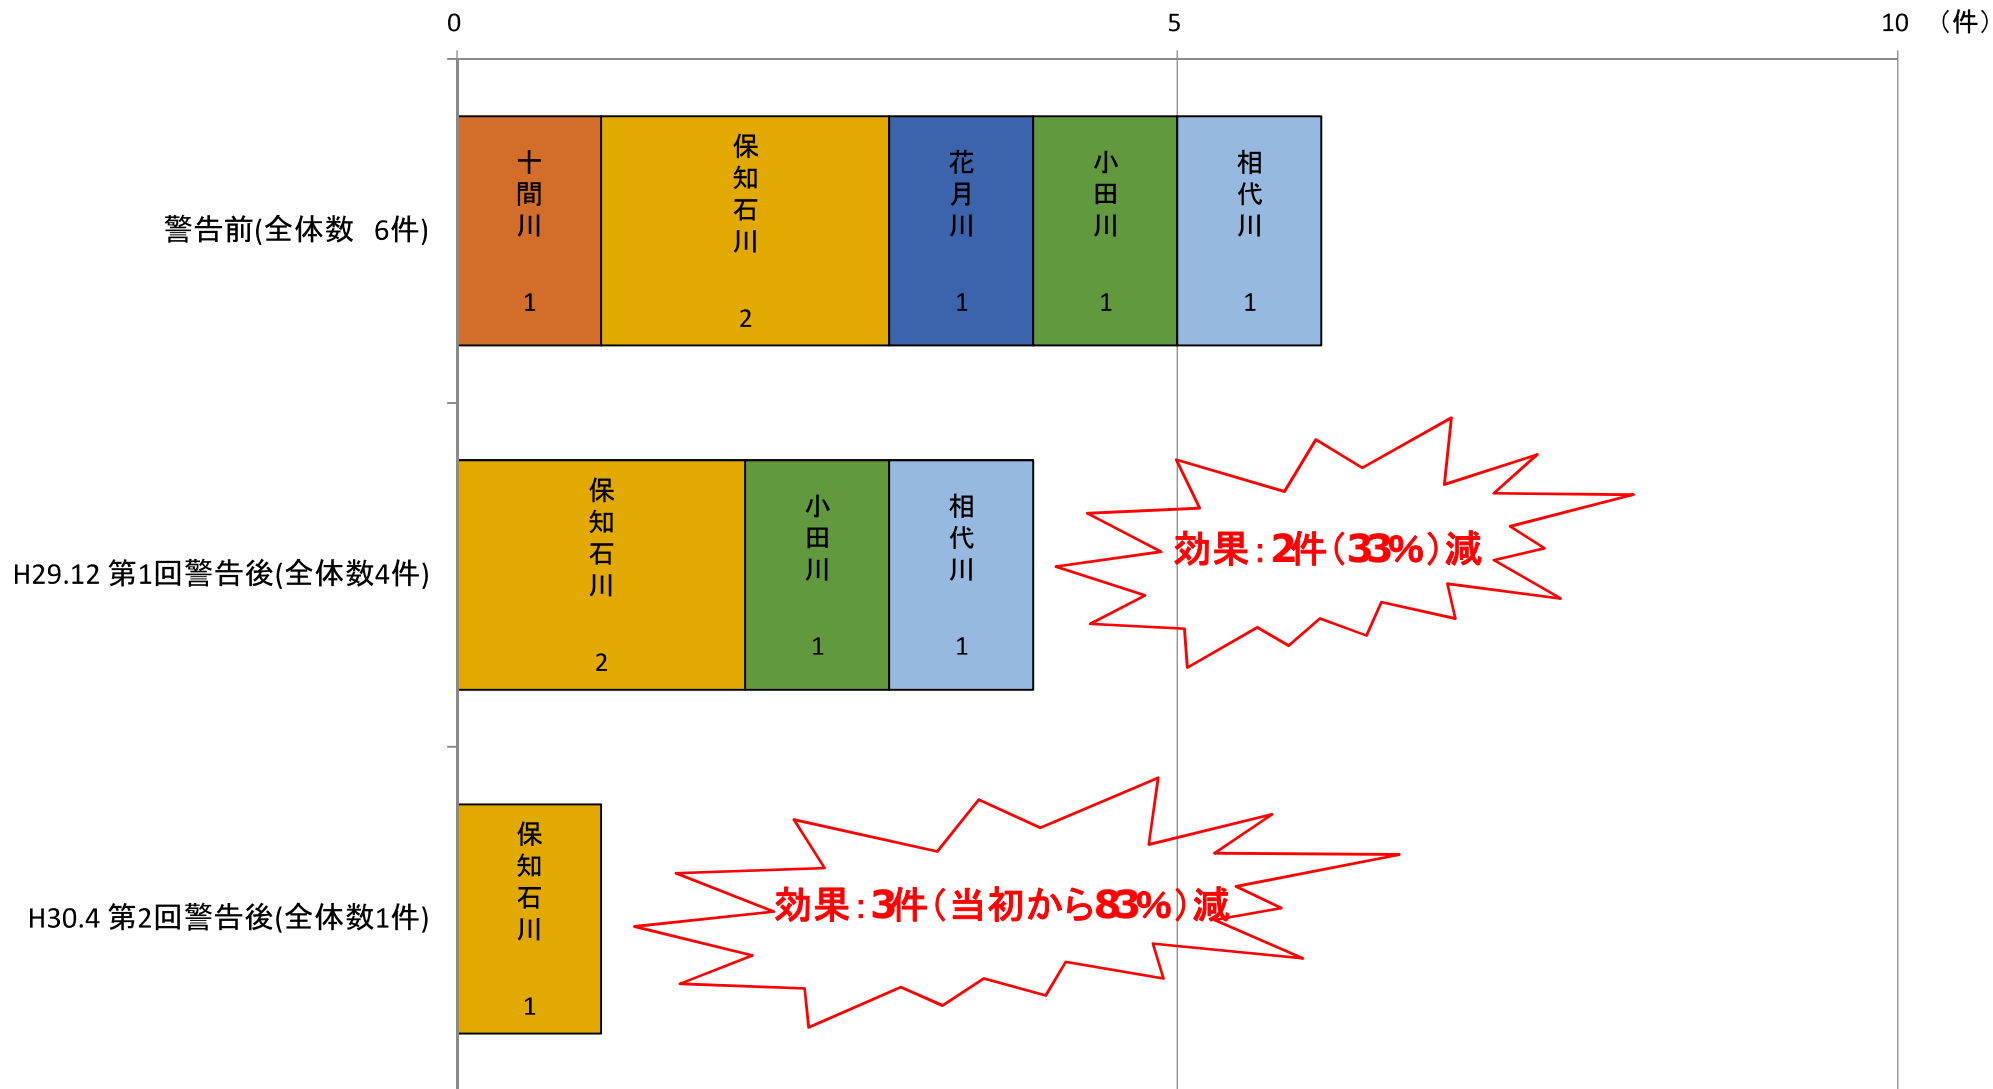 0 5 10 （件）
警告前(全体数 6件)
十間川
1
保知石川
2
花月川
1
小田川
1
相代川
1
H29.12 第1回警告後(全体数4件)
保知石川
2
小田川
1
相代川
1
効果：2件（33%）減
H30.4 第2回警告後(全体数1件)
保知石川
1
効果：3件（当初から83%）減